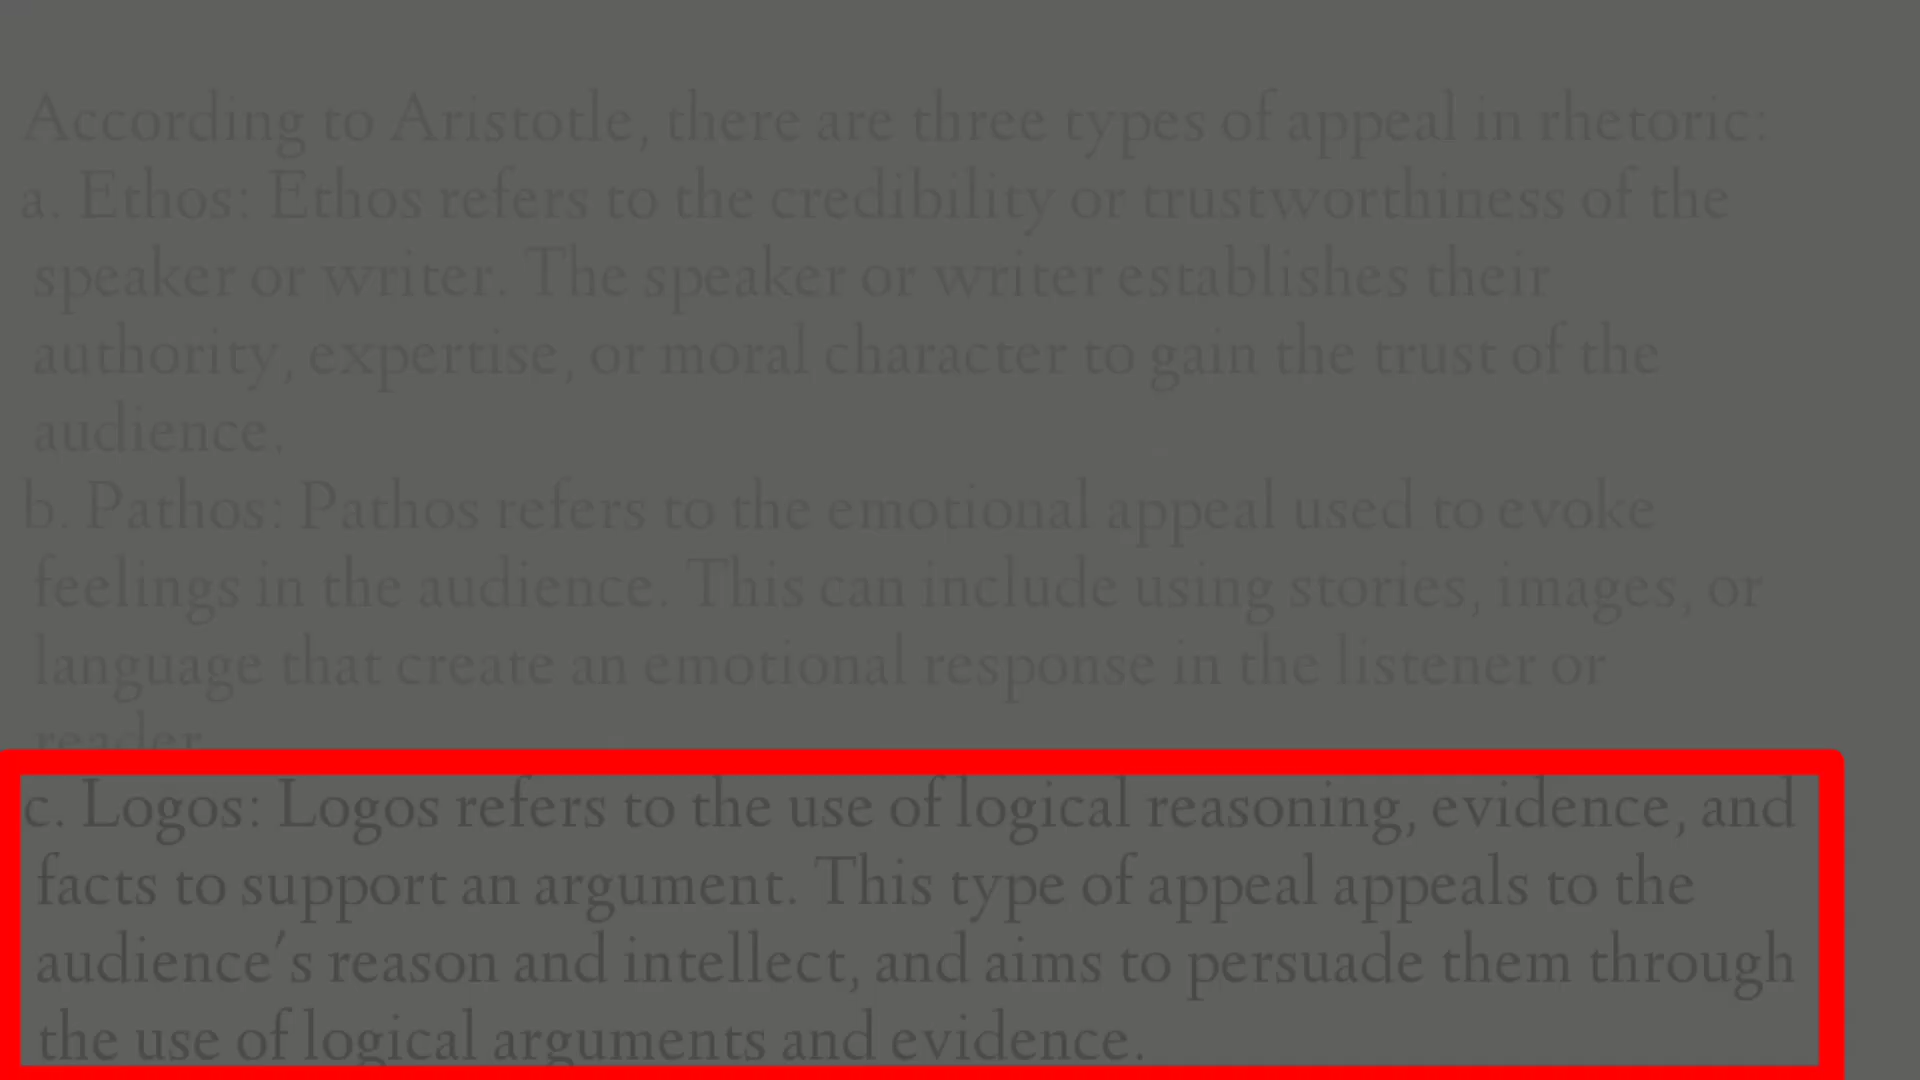 According to Aristotle, there are three types of appeal in rhetoric:
a. Ethos: Ethos refers to the credibility or trustworthiness of the
speaker or writer. The speaker or writer establishes their
authority, expertise, or moral character to gain the trust of the
audience.
b. Pathos: Pathos refers to the emotional appeal used to evoke
feelings in the audience. This can include using stories, images, or
language that create an emotional response in the listener or
reader.
c. Logos: Logos refers to the use of logical reasoning, evidence, and
facts to support an argument. This type of appeal appeals to the
audience's reason and intellect, and aims to persuade them through
the use of logical arguments and evidence.